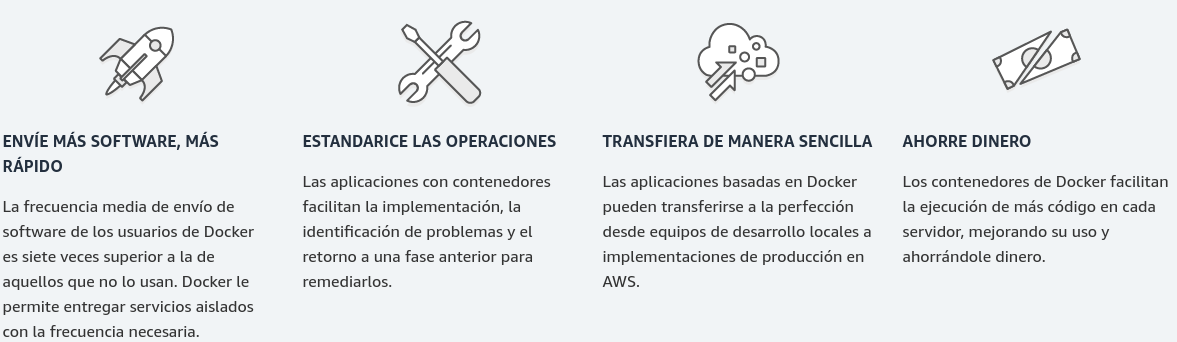 ENVÍE MÁS SOFTWARE, MÁS
RÁPIDO
La frecuencia media de envío de
software de los usuarios de Docker
es siete veces superior a la de
aquellos que no lo usan. Docker le
permite entregar servicios aislados
con la frecuencia necesaria.
ESTANDARICE LAS OPERACIONES
Las aplicaciones con contenedores
facilitan la implementación, la
identificación de problemas y el
retorno a una fase anterior para
remediarlos.
TRANSFIERA DE MANERA SENCILLA
Las aplicaciones basadas en Docker
pueden transferirse a la perfección
desde equipos de desarrollo locales a
implementaciones de producción en
AWS.
AHORRE DINERO
Los contenedores de Docker facilitan
la ejecución de más código en cada
servidor, mejorando su uso y
ahorrándole dinero.